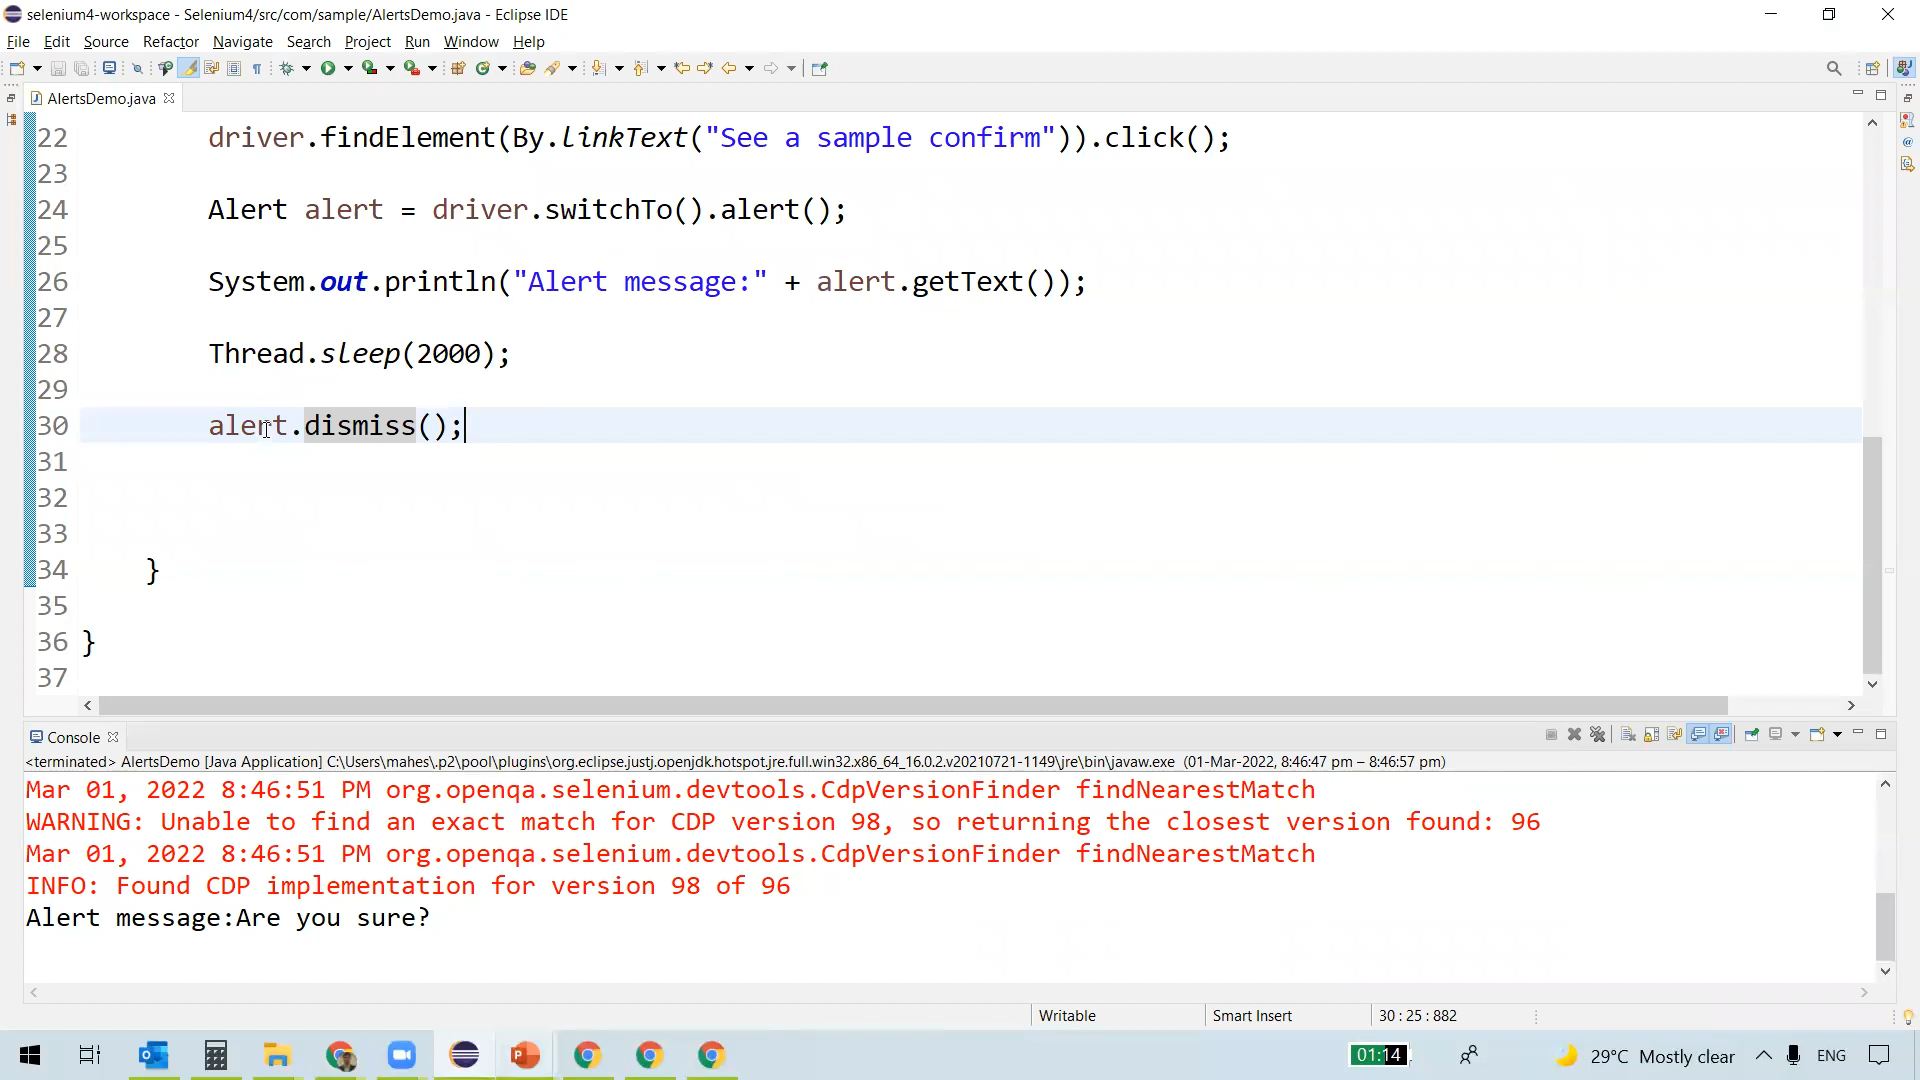 selenium4-workspace - Selenium4/src/com/sample/AlertsDemo.java - Eclipse IDE
File Edit Source Refactor Navigate Search Project Run Window Help
AlertsDemo.java
22 driver.findElement(By.linkText("See a sample confirm")).click();
23
24 Alert alert = driver.switchTo().alert();
25
26 System.out.println("Alert message:" + alert.getText());
27
28 Thread.sleep(2000);
29
30 alert.dismiss();
31
32
33
34 }
35
36 }
37
Console
<terminated> AlertsDemo [Java Application] C:\Users\mahes\.p2\pool\plugins\org.eclipse.justj.openjdk.hotspot.jre.full.win32.x86_64_16.0.2.v20210721-1149\jre\bin\javaw.exe (01-Mar-2022, 8:46:47 pm – 8:46:57 pm)
Mar 01, 2022 8:46:51 PM org.openqa.selenium.devtools.CdpVersionFinder findNearestMatch
WARNING: Unable to find an exact match for CDP version 98, so returning the closest version found: 96
Mar 01, 2022 8:46:51 PM org.openqa.selenium.devtools.CdpVersionFinder findNearestMatch
INFO: Found CDP implementation for version 98 of 96
Alert message:Are you sure?
Writable Smart Insert 30 : 25 : 882
01:14 29°C Mostly clear ENG